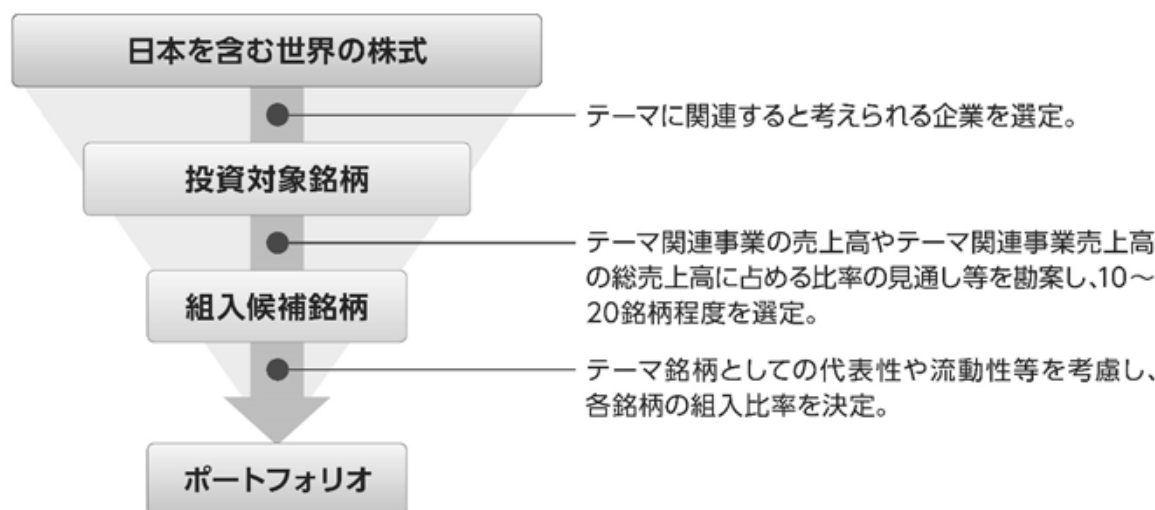 日本を含む世界の株式
テーマに関連すると考えられる企業を選定。
投資対象銘柄
テーマ関連事業の売上高やテーマ関連事業売上高
の総売上高に占める比率の見通し等を勘案し、10～
20銘柄程度を選定。
組入候補銘柄
テーマ銘柄としての代表性や流動性等を考慮し、
各銘柄の組入比率を決定。
ポートフォリオ